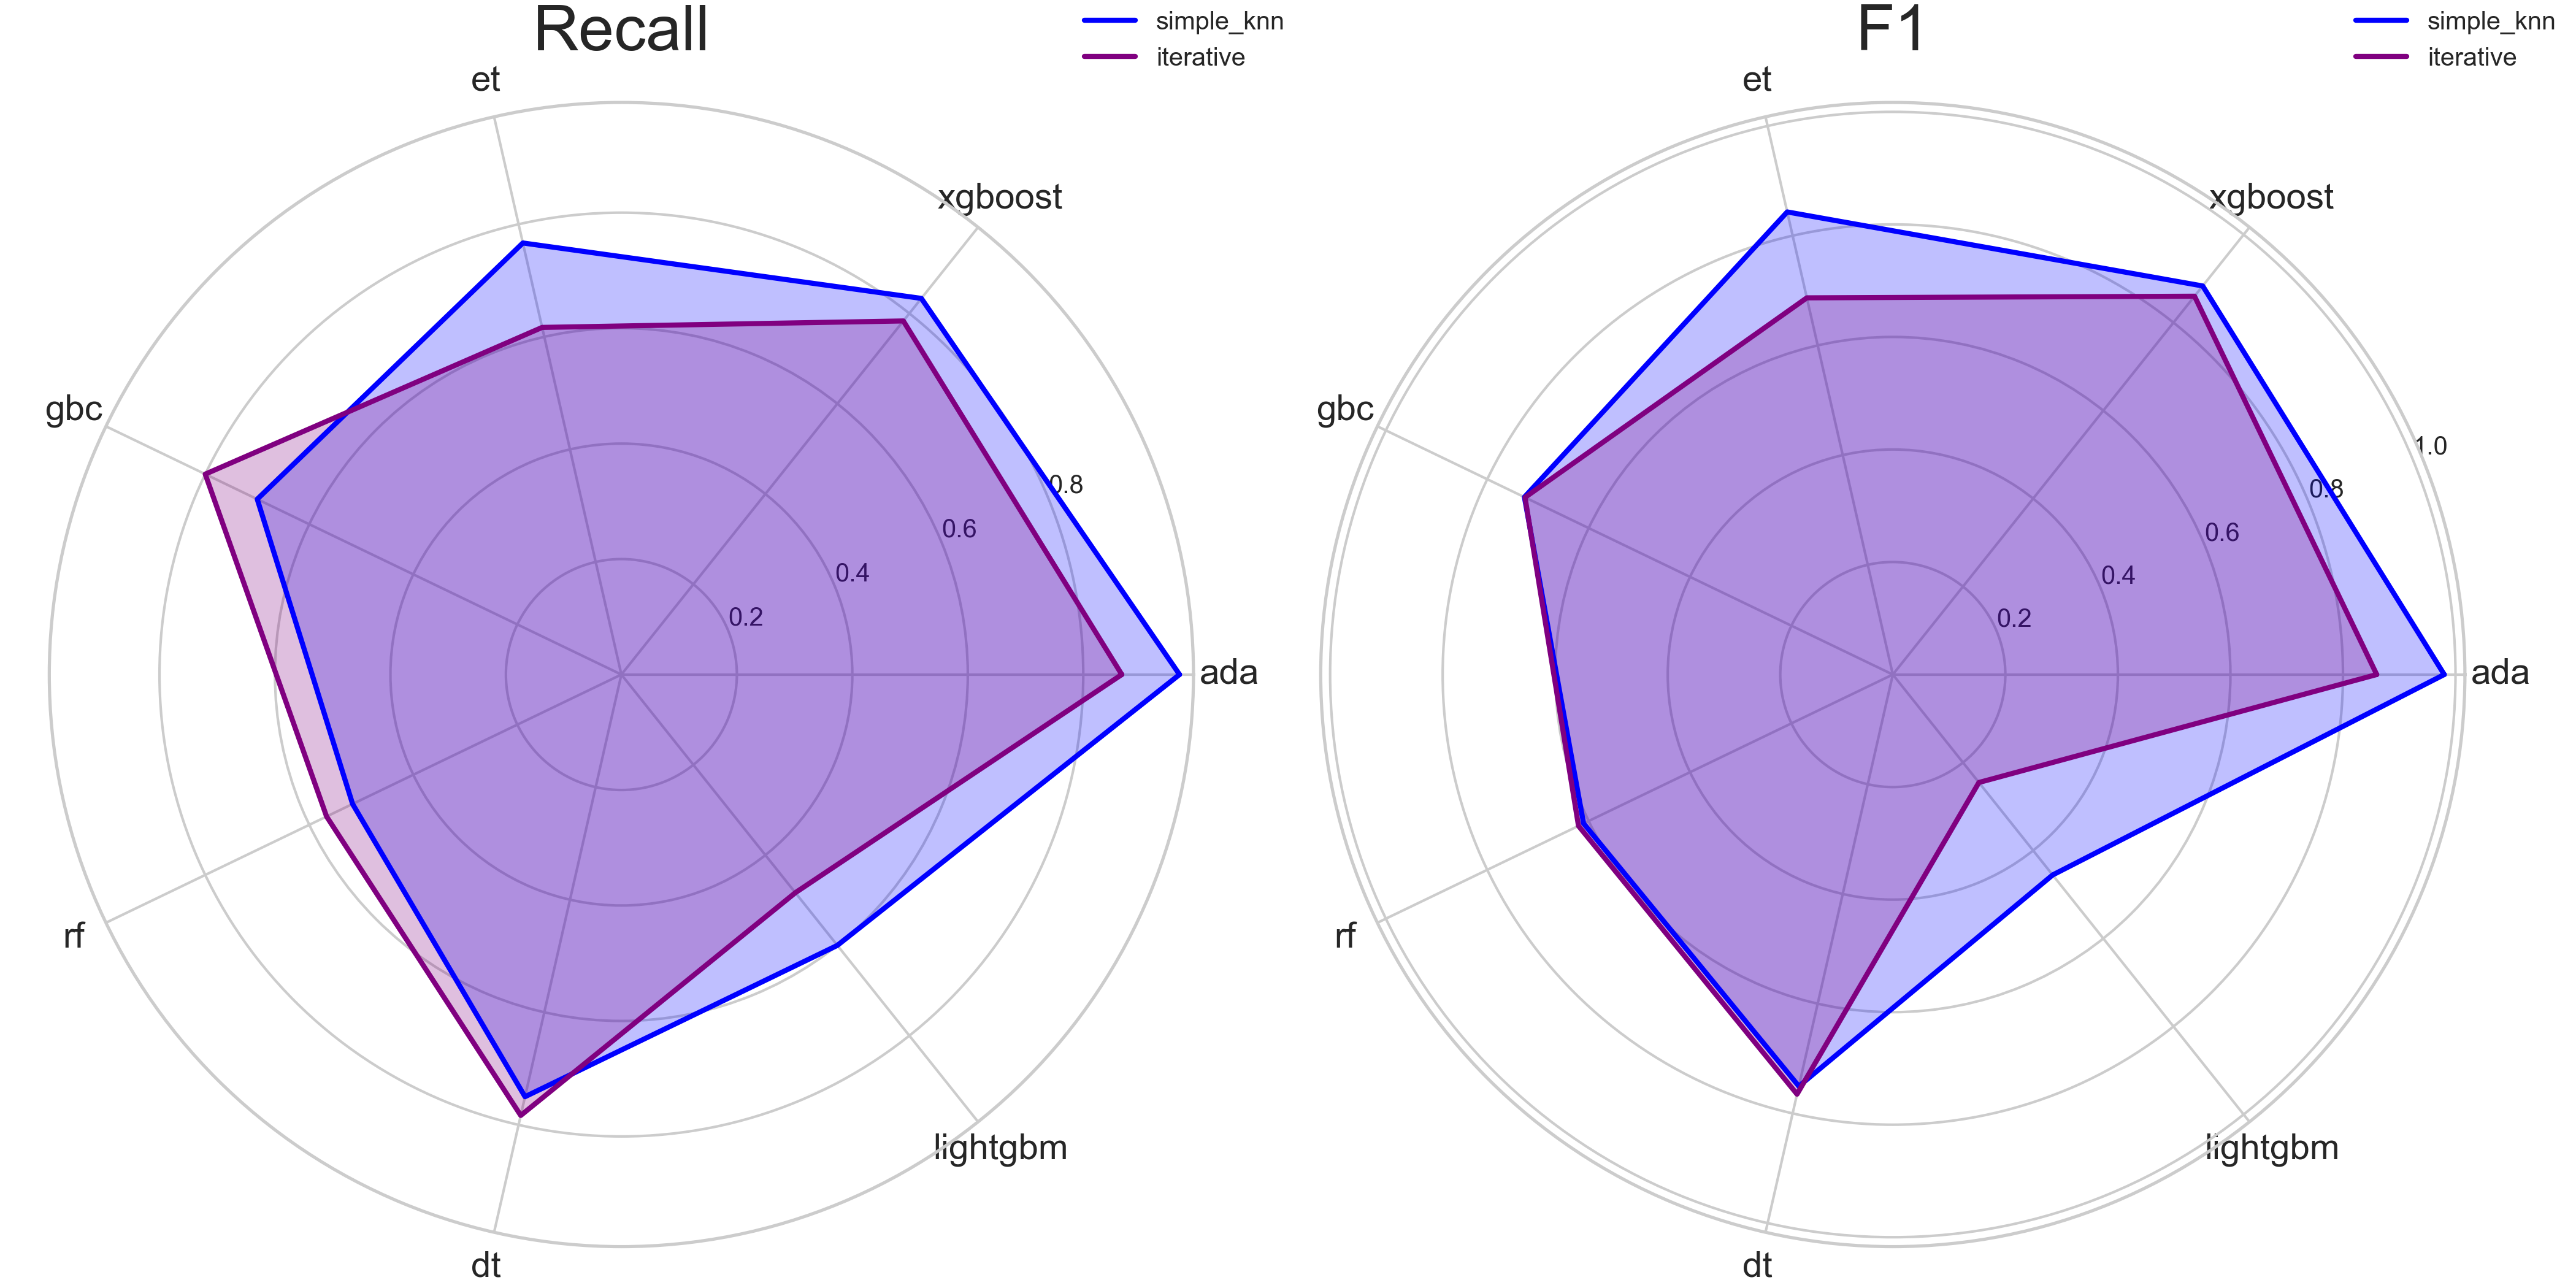 Recall
simple_knn
iterative
et
xgboost
gbc
0.8
0.6
0.4
0.2
ada
rf
lightgbm
dt
F1
simple_knn
iterative
et
xgboost
gbc
1.0
0.8
0.6
0.4
0.2
ada
rf
lightgbm
dt